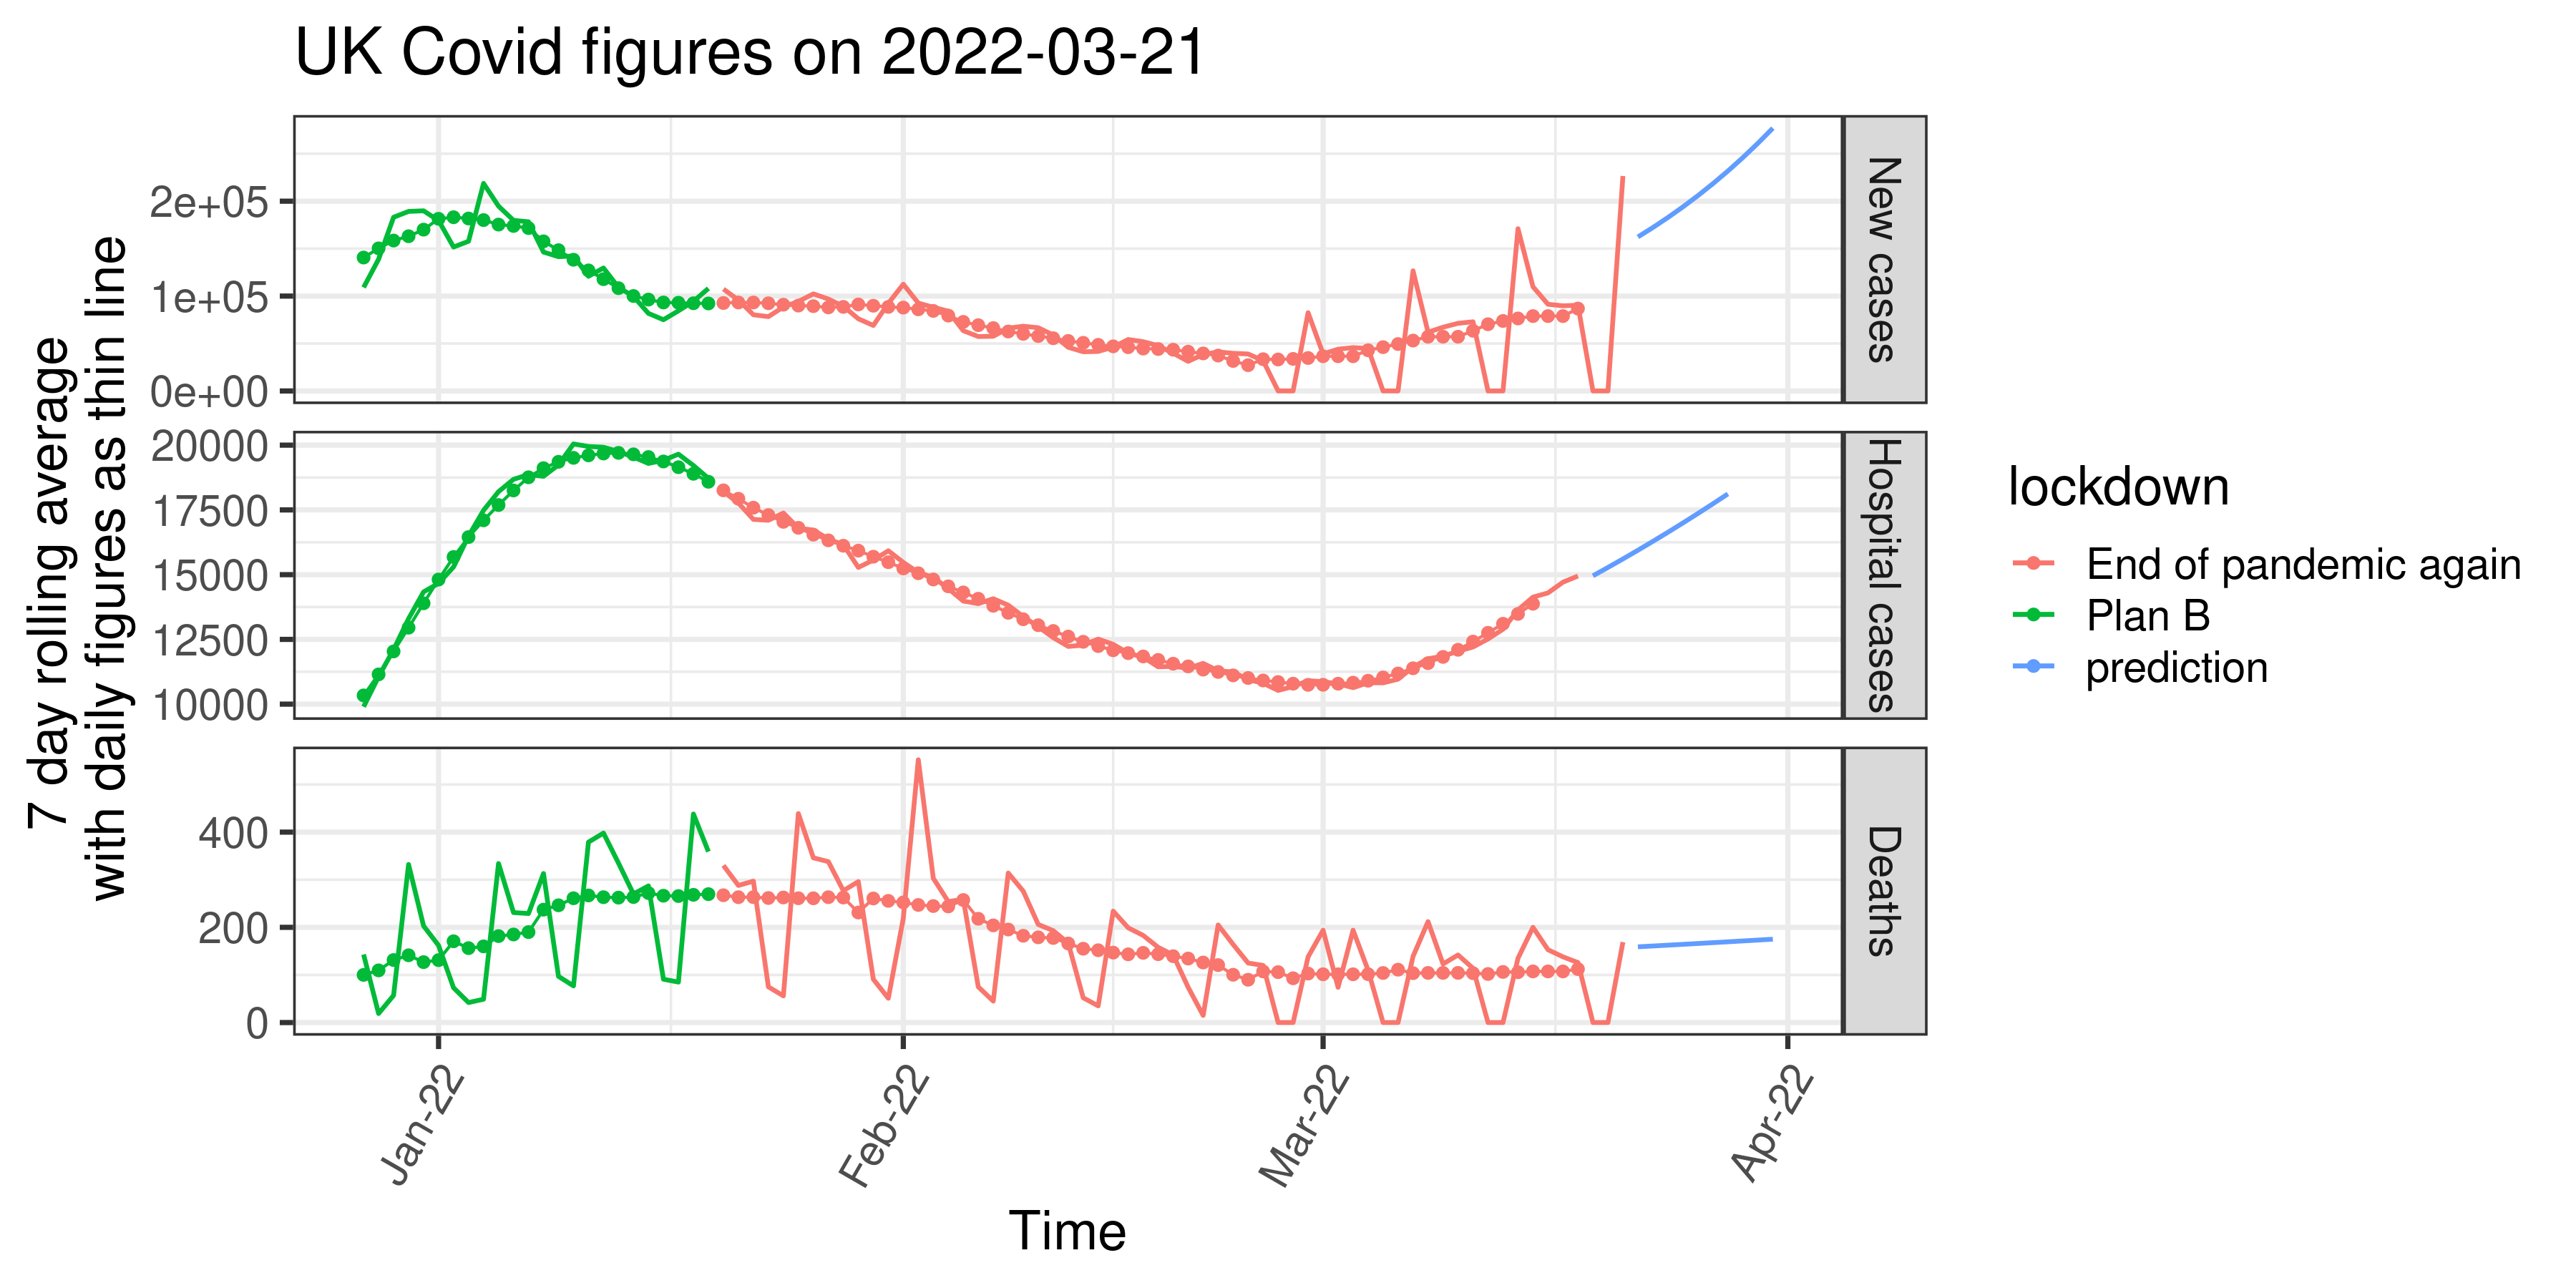 UK Covid figures on 2022-03-21
7 day rolling average
with daily figures as thin line
2e+05
1e+05
0e+00
New cases
20000
17500
15000
12500
10000
Hospital cases
400
200
0
Deaths
Jan-22
Feb-22
Mar-22
Apr-22
Time
lockdown
End of pandemic again
Plan B
prediction